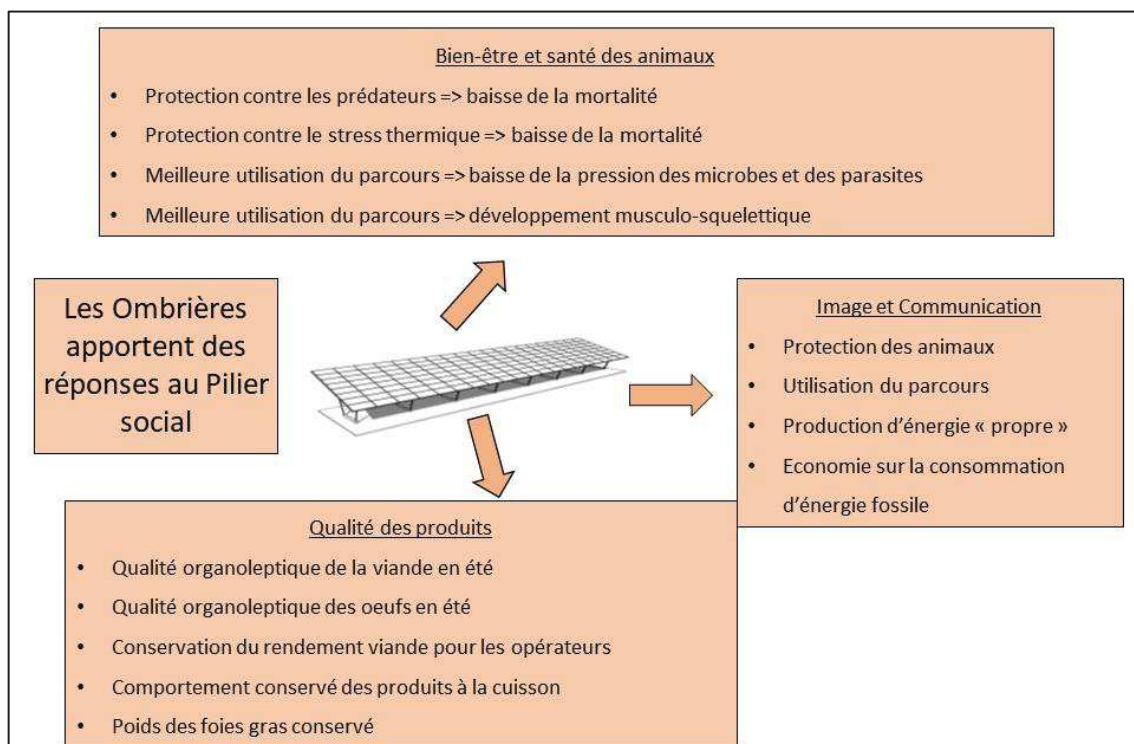 Bien-être et santé des animaux
• Protection contre les prédateurs => baisse de la mortalité
• Protection contre le stress thermique => baisse de la mortalité
• Meilleure utilisation du parcours => baisse de la pression des microbes et des parasites
• Meilleure utilisation du parcours => développement musculo-squelettique
Les Ombrières
apportent des
réponses au Pilier
social
Image et Communication
• Protection des animaux
• Utilisation du parcours
• Production d'énergie « propre »
• Economie sur la consommation
d'énergie fossile
Qualité des produits
• Qualité organoleptique de la viande en été
• Qualité organoleptique des oeufs en été
• Conservation du rendement viande pour les opérateurs
• Comportement conservé des produits à la cuisson
• Poids des foies gras conservé